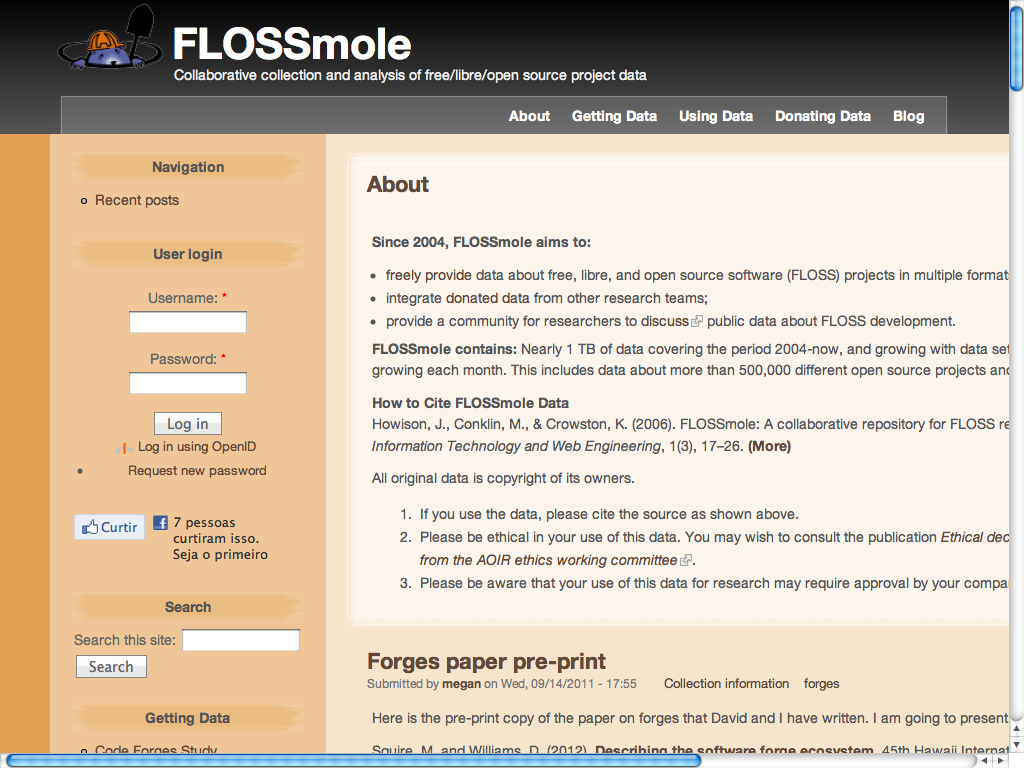 FLOSSmole
Collaborative collection and analysis of free/libre/open source project data
About Getting Data Using Data Donating Data Blog
Navigation
Recent posts
User login
Username: *
Password: *
Log in
Log in using OpenID
Request new password
Curtir
7 pessoas
curtiram isso.
Seja o primeiro
Search
Search this site:
Search
Getting Data
Code Forges Study
About
Since 2004, FLOSSmole aims to:
freely provide data about free, libre, and open source software (FLOSS) projects in multiple
integrate donated data from other research teams;
provide a community for researchers to discuss public data about FLOSS development.
FLOSSmole contains: Nearly 1 TB of data covering the period 2004-now, and growing with data
growing each month. This includes data about more than 500,000 different open source projects
How to Cite FLOSSmole Data
Howison, J., Conklin, M., & Crowston, K. (2006). FLOSSmole: A collaborative repository for FLOSS
Information Technology and Web Engineering, 1(3), 17–26. (More)
All original data is copyright of its owners.
1. If you use the data, please cite the source as shown above.
2. Please be ethical in your use of this data. You may wish to consult the publication Ethical
from the AOIR ethics working committee.
3. Please be aware that your use of this data for research may require approval by your
Forges paper pre-print
Submitted by megan on Wed, 09/14/2011 - 17:55 Collection information forges
Here is the pre-print copy of the paper on forges that David and I have written. I am going to present
Squire, M. and Williams, D. (2012). Describing the software forge ecosystem. 45th Hawaii